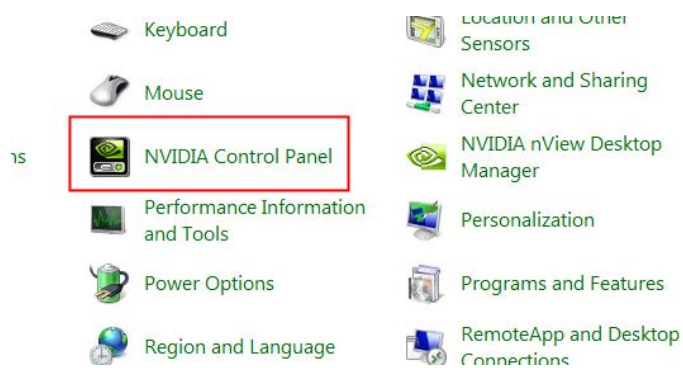 Keyboard
Location and Other
Sensors
Mouse
Network and Sharing
Center
ns
NVIDIA Control Panel
NVIDIA nView Desktop
Manager
Performance Information
and Tools
Personalization
Power Options
Programs and Features
Region and Language
RemoteApp and Desktop
Connections